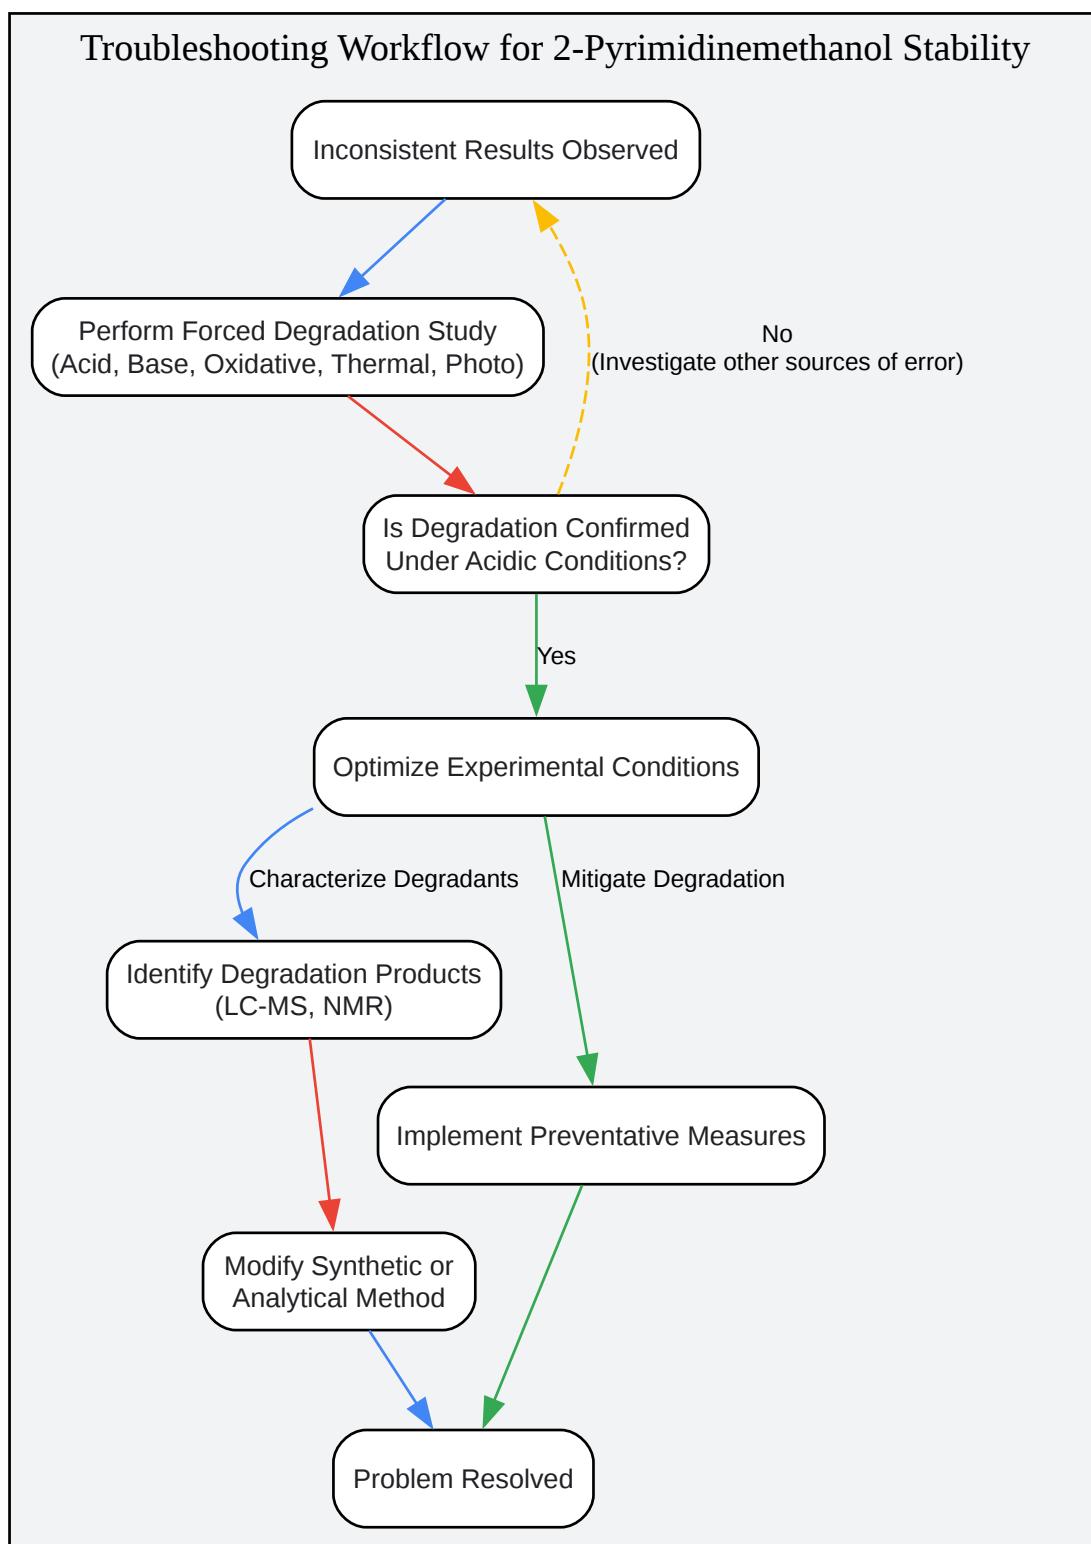 Troubleshooting Workflow for 2-Pyrimidinemethanol Stability
Inconsistent Results Observed
Perform Forced Degradation Study
(Acid, Base, Oxidative, Thermal, Photo)
No
(Investigate other sources of error)
Is Degradation Confirmed
Under Acidic Conditions?
Yes
Optimize Experimental Conditions
Characterize Degradants
Mitigate Degradation
Identify Degradation Products
(LC-MS, NMR)
Implement Preventative Measures
Modify Synthetic or
Analytical Method
Problem Resolved